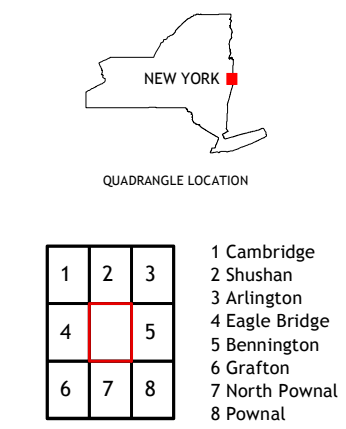 NEW YORK
QUADRANGLE LOCATION
1 2 3
4 5
6 7 8
1 Cambridge
2 Shushan
3 Arlington
4 Eagle Bridge
5 Bennington
6 Grafton
7 North Pownal
8 Pownal